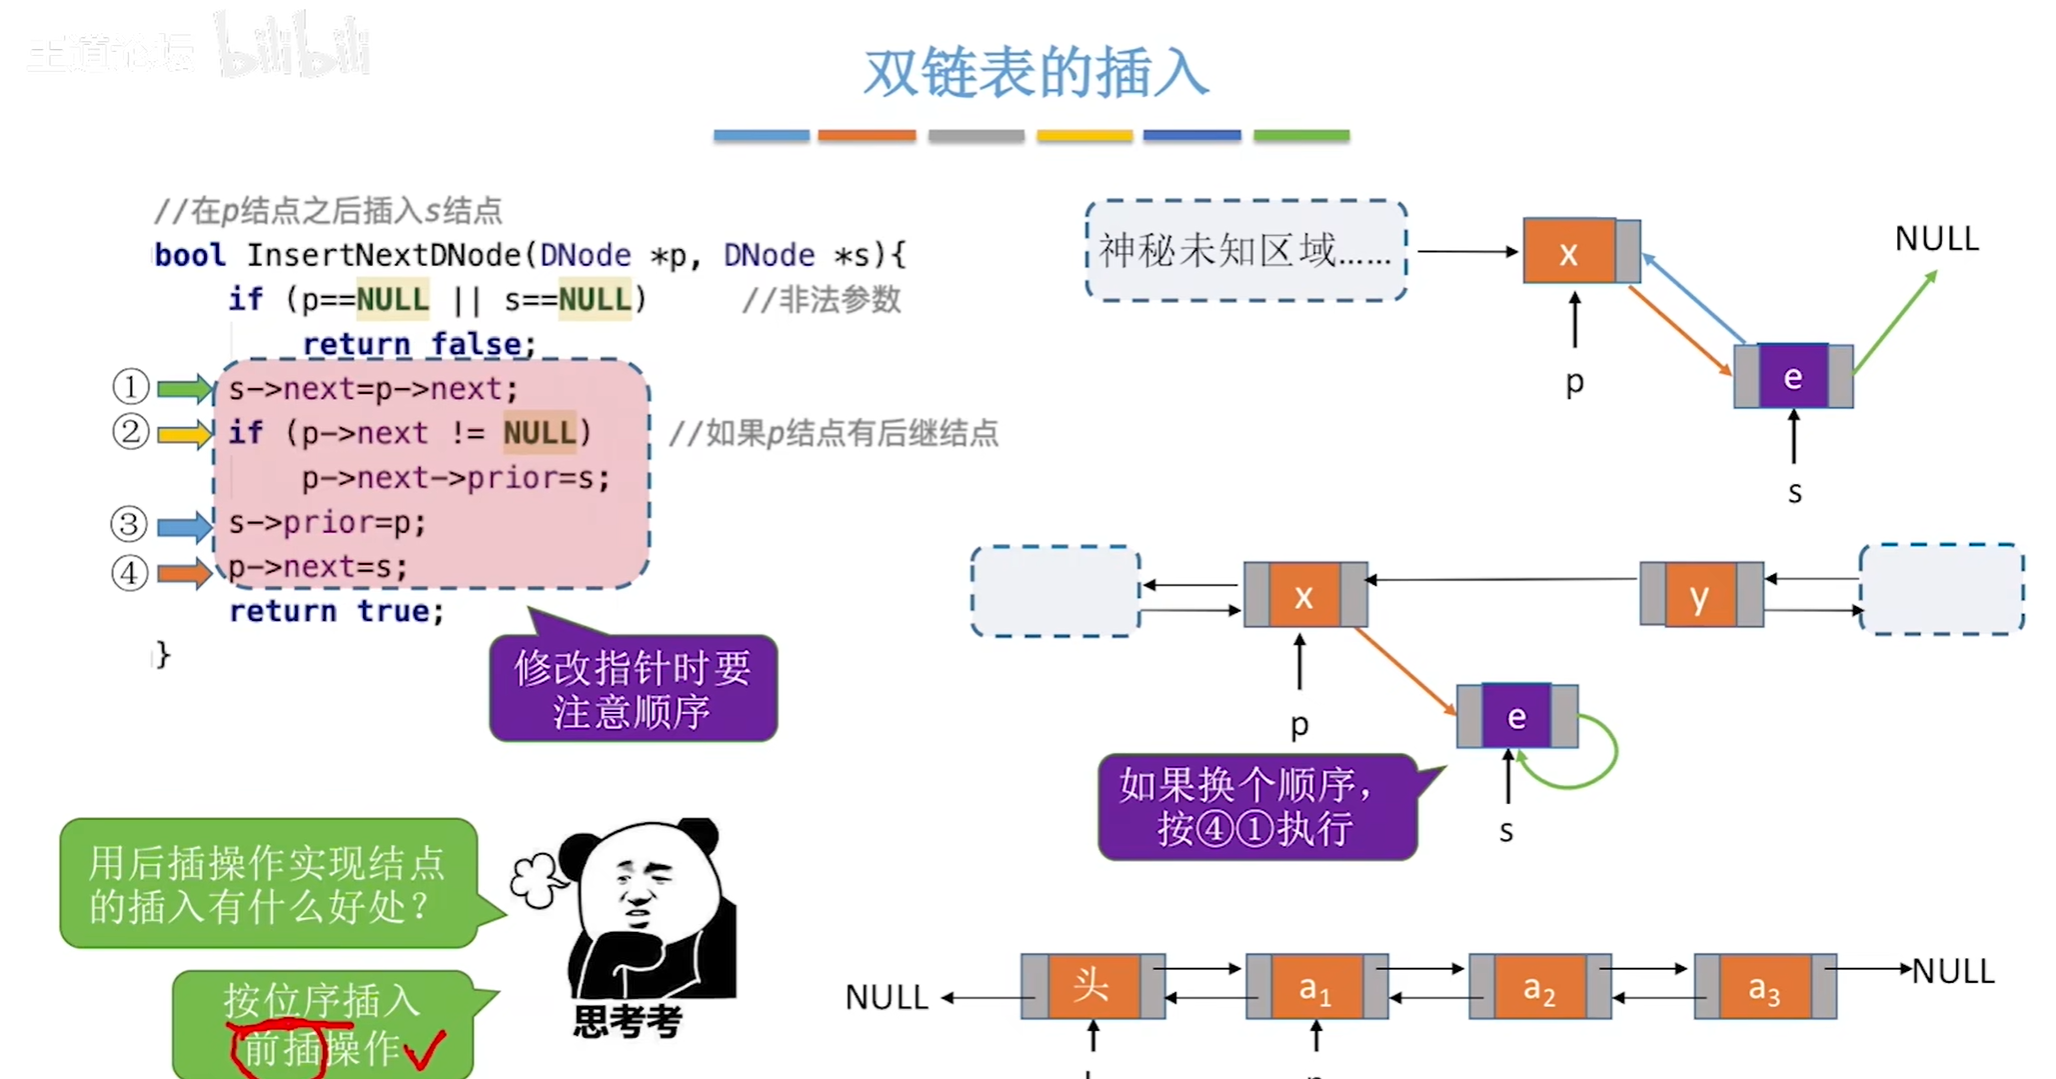 王道论坛 bilibili
双链表的插入
//在p结点之后插入s结点
bool InsertNextDNode(DNode *p, DNode *s){
if (p==NULL || s==NULL) //非法参数
return false;
① s->next=p->next;
② if (p->next != NULL) //如果p结点有后继结点
p->next->prior=s;
③ s->prior=p;
④ p->next=s;
return true;
}
修改指针时要
注意顺序
用后插操作实现结点
的插入有什么好处?
按位序插入
前插操作
思考考
神秘未知区域……
x
NULL
p
e
s
x
y
p
e
s
如果换个顺序,
按④①执行
NULL
头
a1
a2
a3
NULL